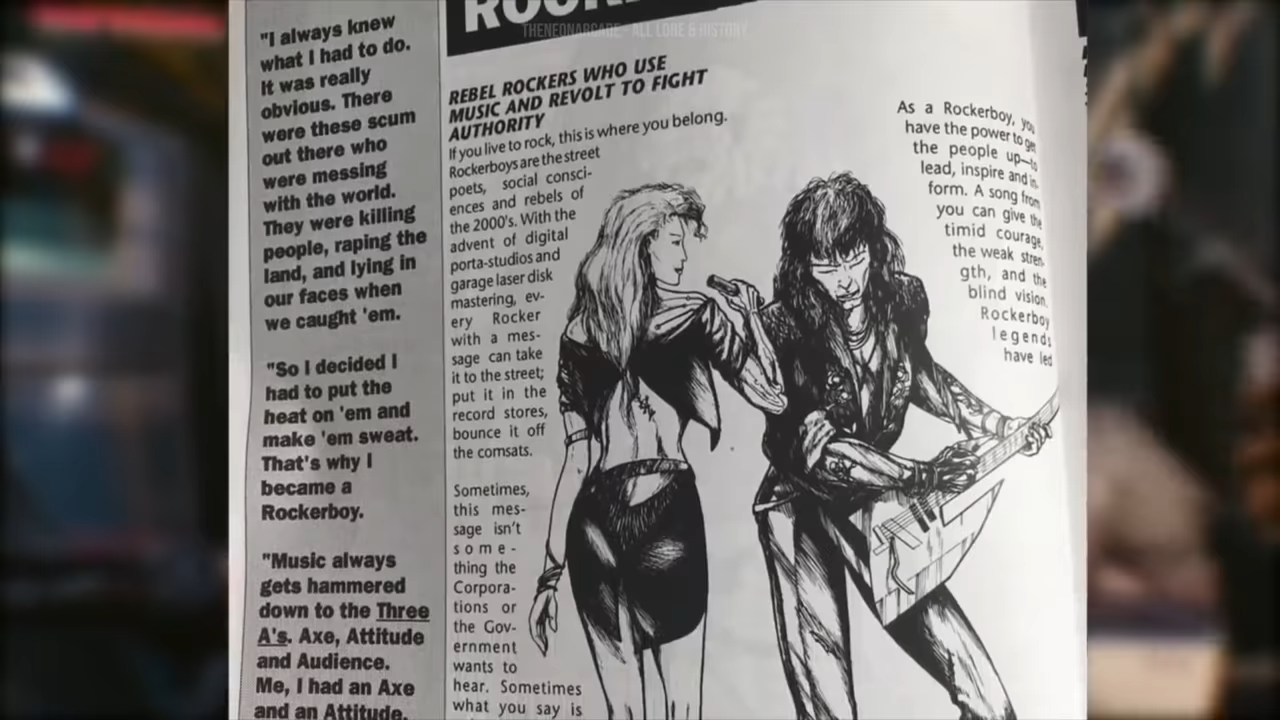 THENEONARCADE - ALL LORE & HISTORY
"I always knew
what I had to do.
It was really
obvious. There
were these scum
out there who
were messing
with the world.
They were killing
people, raping the
land, and lying in
our faces when
we caught 'em.
"So I decided I
had to put the
heat on 'em and
make 'em sweat.
That's why I
became a
Rockerboy.
"Music always
gets hammered
down to the Three
A's. Axe, Attitude
and Audience.
Me, I had an Axe
and an Attitude.
REBEL ROCKERS WHO USE
MUSIC AND REVOLT TO FIGHT
AUTHORITY
If you live to rock, this is where you belong.
Rockerboys are the street
poets, social consci-
ences and rebels of
the 2000's. With the
advent of digital
porta-studios and
garage laser disk
mastering, ev-
ery Rocker
with a mes-
sage can take
it to the street;
put it in the
record stores,
bounce it off
the comsats.
Sometimes,
this mes-
sage isn't
some-
thing the
Corpora-
tions or
the Gov-
ernment
wants to
hear. Sometimes
what you say is
As a Rockerboy, you
have the power to get
the people up—to
lead, inspire and in-
form. A song from
you can give the
timid courage,
the weak stren-
gth, and the
blind vision.
Rockerboy
legends
have led